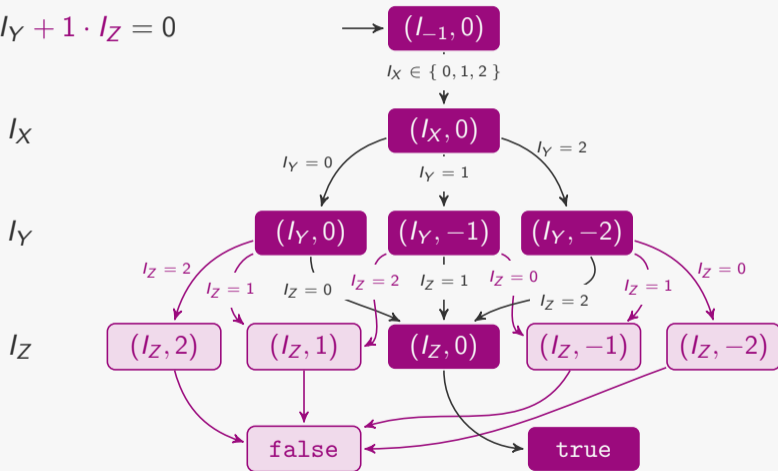 I_Y + 1 · I_Z = 0
(I_{-1}, 0)
I_X ∈ { 0, 1, 2 }
I_X
(I_X, 0)
I_Y = 0
I_Y = 1
I_Y = 2
I_Y
(I_Y, 0)
(I_Y, −1)
(I_Y, −2)
I_Z = 2
I_Z = 1
I_Z = 0
I_Z = 2
I_Z = 1
I_Z = 0
I_Z = 2
I_Z = 1
I_Z = 0
I_Z
(I_Z, 2)
(I_Z, 1)
(I_Z, 0)
(I_Z, −1)
(I_Z, −2)
false
true